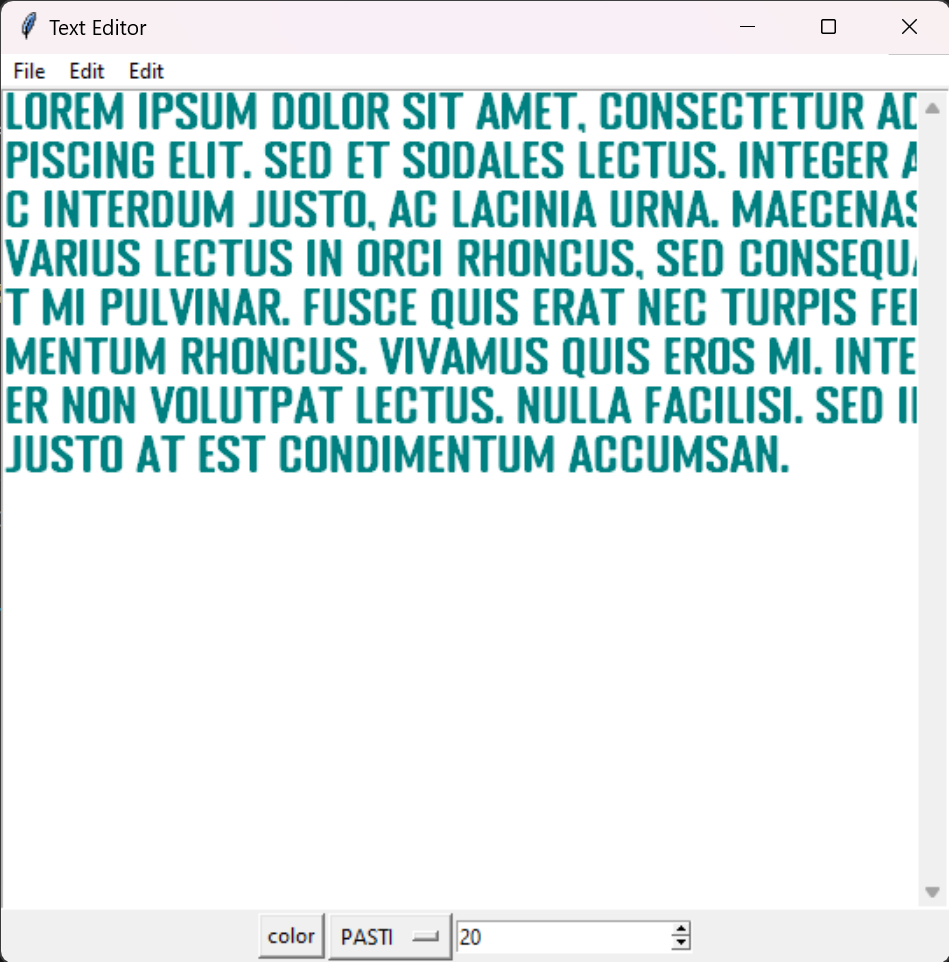 Text Editor
File Edit Edit
LOREM IPSUM DOLOR SIT AMET, CONSECTETUR AD
PISCING ELIT. SED ET SODALES LECTUS. INTEGER A
C INTERDUM JUSTO, AC LACINIA URNA. MAECENAS
VARIUS LECTUS IN ORCI RHONCUS, SED CONSEQUA
T MI PULVINAR. FUSCE QUIS ERAT NEC TURPIS FE
MENTUM RHONCUS. VIVAMUS QUIS EROS MI. INTE
ER NON VOLUTPAT LECTUS. NULLA FACILISI. SED
JUSTO AT EST CONDIMENTUM ACCUMSAN.
color PASTI 20